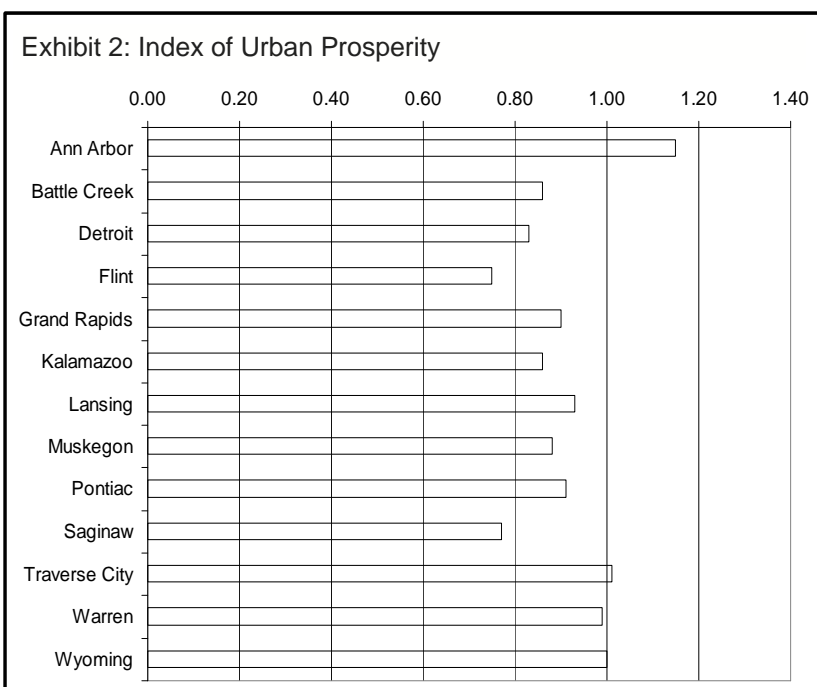 Exhibit 2: Index of Urban Prosperity
0.00 0.20 0.40 0.60 0.80 1.00 1.20 1.40
Ann Arbor
Battle Creek
Detroit
Flint
Grand Rapids
Kalamazoo
Lansing
Muskegon
Pontiac
Saginaw
Traverse City
Warren
Wyoming